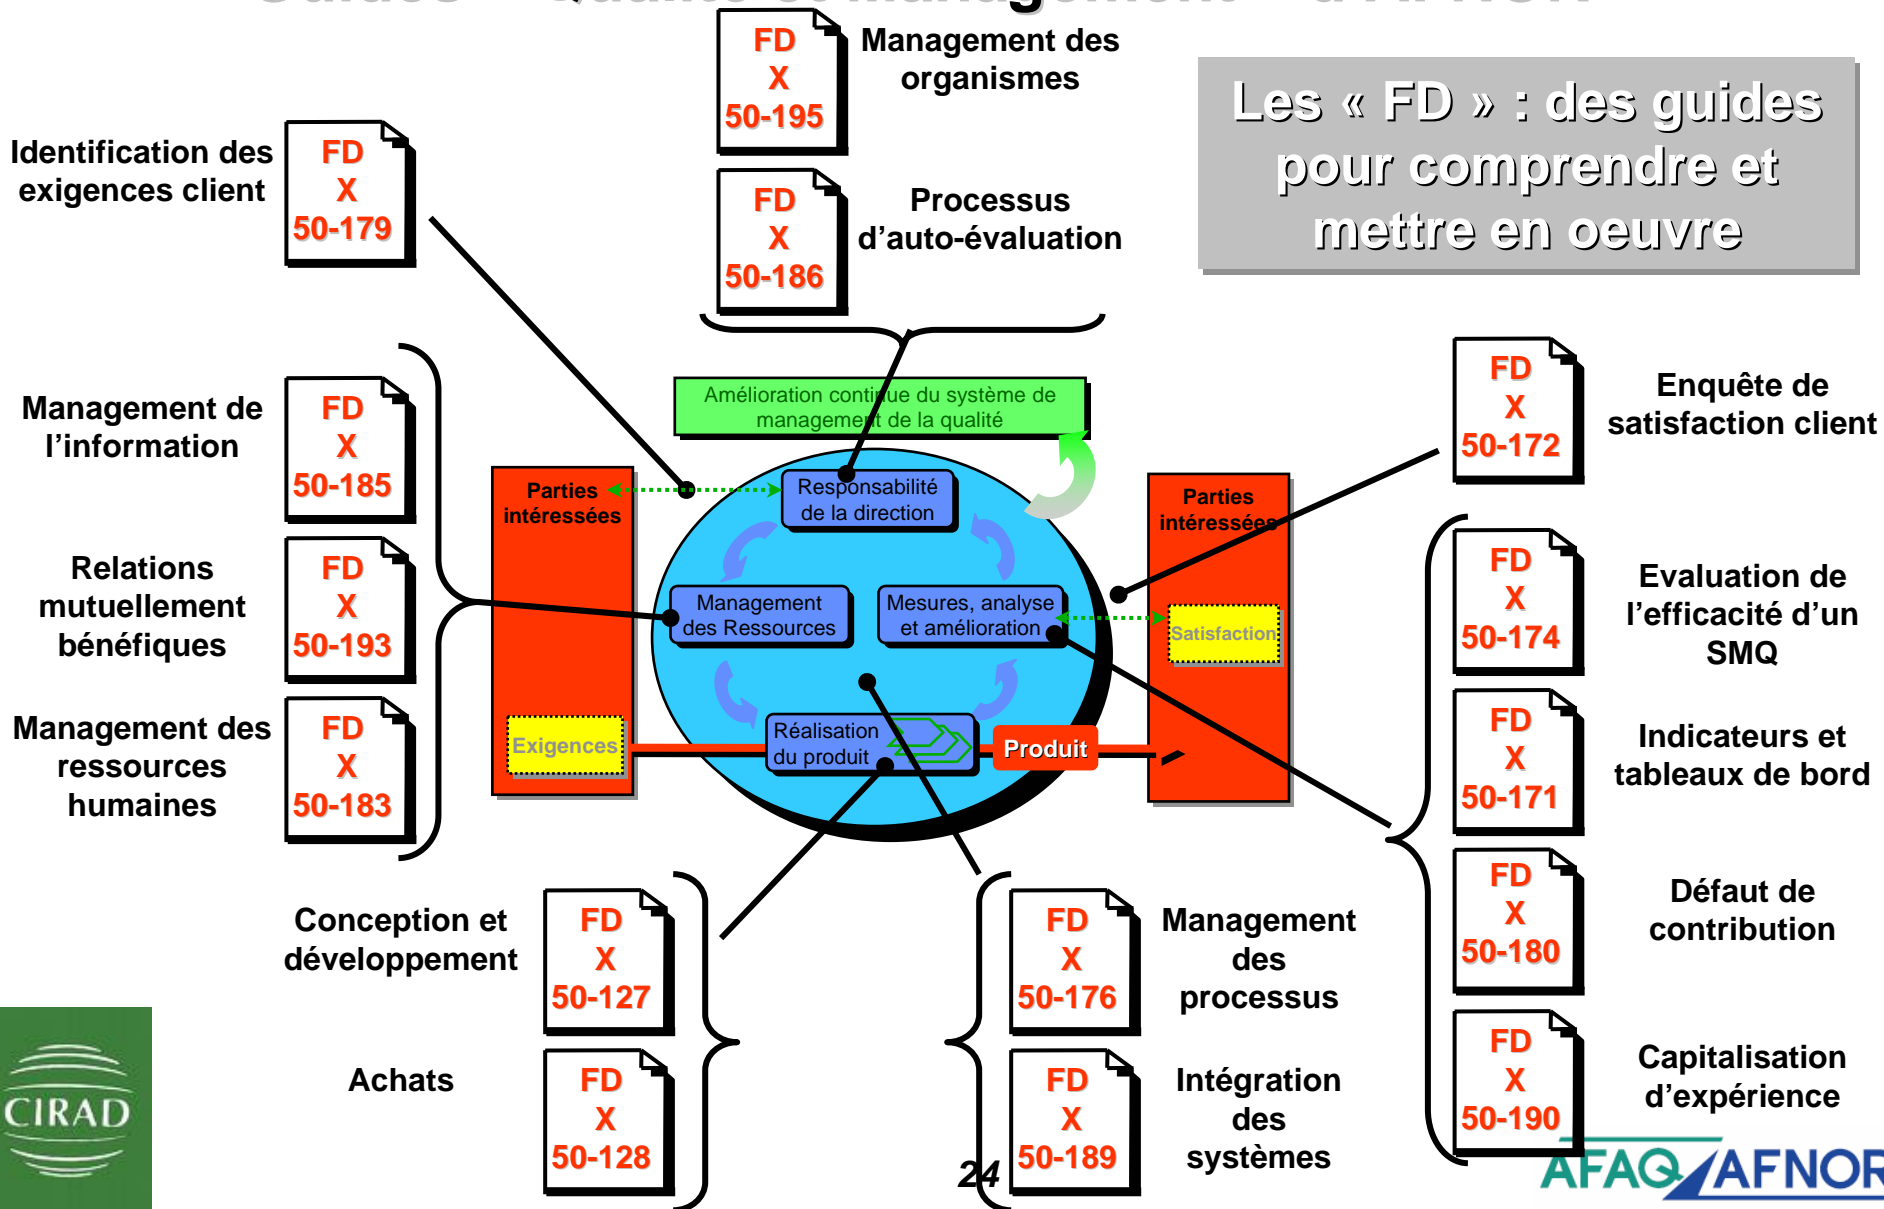 Guides « Qualité et Management » d'AFNOR
FD
X
50-195
Management des
organismes
Les « FD » : des guides
pour comprendre et
mettre en oeuvre
Identification des
exigences client
FD
X
50-179
FD
X
50-186
Processus
d'auto-évaluation
Management de
l'information
FD
X
50-185
Relations
mutuellement
bénéfiques
FD
X
50-193
Management des
ressources
humaines
FD
X
50-183
Amélioration continue du système de
management de la qualité
Parties
intéressées
Exigences
Responsabilité
de la direction
Management
des Ressources
Mesures, analyse
et amélioration
Réalisation
du produit
Produit
Parties
intéressées
Satisfaction
FD
X
50-172
Enquête de
satisfaction client
FD
X
50-174
Evaluation de
l'efficacité d'un
SMQ
FD
X
50-171
Indicateurs et
tableaux de bord
FD
X
50-180
Défaut de
contribution
FD
X
50-190
Capitalisation
d'expérience
Conception et
développement
FD
X
50-127
Achats
FD
X
50-128
FD
X
50-176
Management
des
processus
FD
X
50-189
Intégration
des
systèmes
24
CIRAD
AFAQ AFNOR